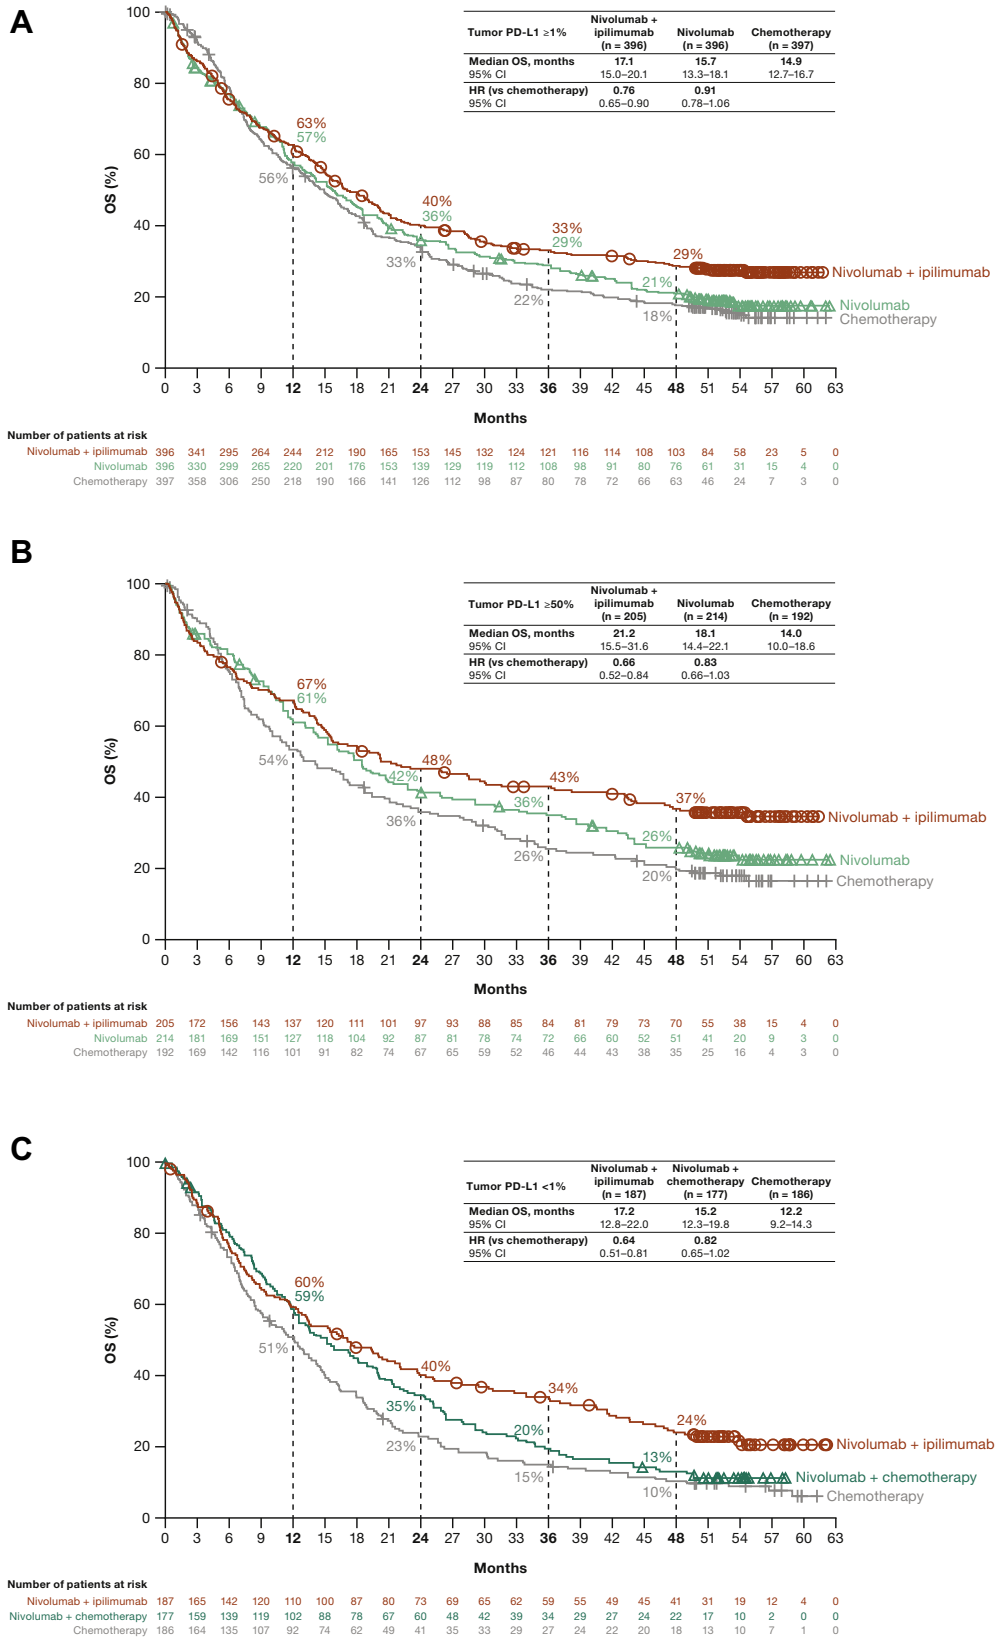 A
Tumor PD-L1 ≥1%
Nivolumab + ipilimumab (n = 396)
Nivolumab (n = 396)
Chemotherapy (n = 397)
Median OS, months 17.1 15.7 14.9
95% CI 15.0–20.1 13.3–18.1 12.7–16.7
HR (vs chemotherapy) 0.76 0.91
95% CI 0.65–0.90 0.78–1.06
OS (%)
100
80
60
40
20
0
63%
57%
56%
40%
36%
33%
33%
29%
22%
29%
21%
18%
Nivolumab + ipilimumab
Nivolumab
Chemotherapy
0 3 6 9 12 15 18 21 24 27 30 33 36 39 42 45 48 51 54 57 60 63
Months
Number of patients at risk
Nivolumab + ipilimumab 396 341 295 264 244 212 190 165 153 145 132 124 121 116 114 108 103 84 58 23 5 0
Nivolumab 396 330 299 265 220 201 176 153 139 129 119 112 108 98 91 80 76 61 31 15 4 0
Chemotherapy 397 358 306 250 218 190 166 141 126 112 98 87 80 78 72 66 63 46 24 7 3 0
B
Tumor PD-L1 ≥50%
Nivolumab + ipilimumab (n = 205)
Nivolumab (n = 214)
Chemotherapy (n = 192)
Median OS, months 21.2 18.1 14.0
95% CI 15.5–31.6 14.4–22.1 10.0–18.6
HR (vs chemotherapy) 0.66 0.83
95% CI 0.52–0.84 0.66–1.03
OS (%)
100
80
60
40
20
0
67%
61%
54%
48%
42%
36%
43%
36%
26%
37%
26%
20%
Nivolumab + ipilimumab
Nivolumab
Chemotherapy
0 3 6 9 12 15 18 21 24 27 30 33 36 39 42 45 48 51 54 57 60 63
Months
Number of patients at risk
Nivolumab + ipilimumab 205 172 156 143 137 120 111 101 97 93 88 85 84 81 79 73 70 55 38 15 4 0
Nivolumab 214 181 169 151 127 118 104 92 87 81 78 74 72 66 60 52 51 41 20 9 3 0
Chemotherapy 192 169 142 116 101 91 82 74 67 65 59 52 46 44 43 38 35 25 16 4 3 0
C
Tumor PD-L1 <1%
Nivolumab + ipilimumab (n = 187)
Nivolumab + chemotherapy (n = 177)
Chemotherapy (n = 186)
Median OS, months 17.2 15.2 12.2
95% CI 12.8–22.0 12.3–19.8 9.2–14.3
HR (vs chemotherapy) 0.64 0.82
95% CI 0.51–0.81 0.65–1.02
OS (%)
100
80
60
40
20
0
60%
59%
51%
40%
35%
23%
34%
20%
15%
24%
13%
10%
Nivolumab + ipilimumab
Nivolumab + chemotherapy
Chemotherapy
0 3 6 9 12 15 18 21 24 27 30 33 36 39 42 45 48 51 54 57 60 63
Months
Number of patients at risk
Nivolumab + ipilimumab 187 165 142 120 110 100 87 80 73 69 65 62 59 55 49 45 41 31 19 12 4 0
Nivolumab + chemotherapy 177 159 139 119 102 88 78 67 60 48 42 39 34 29 27 24 22 17 10 2 0 0
Chemotherapy 186 164 135 107 92 74 62 49 41 35 33 29 27 24 22 20 18 13 10 7 1 0